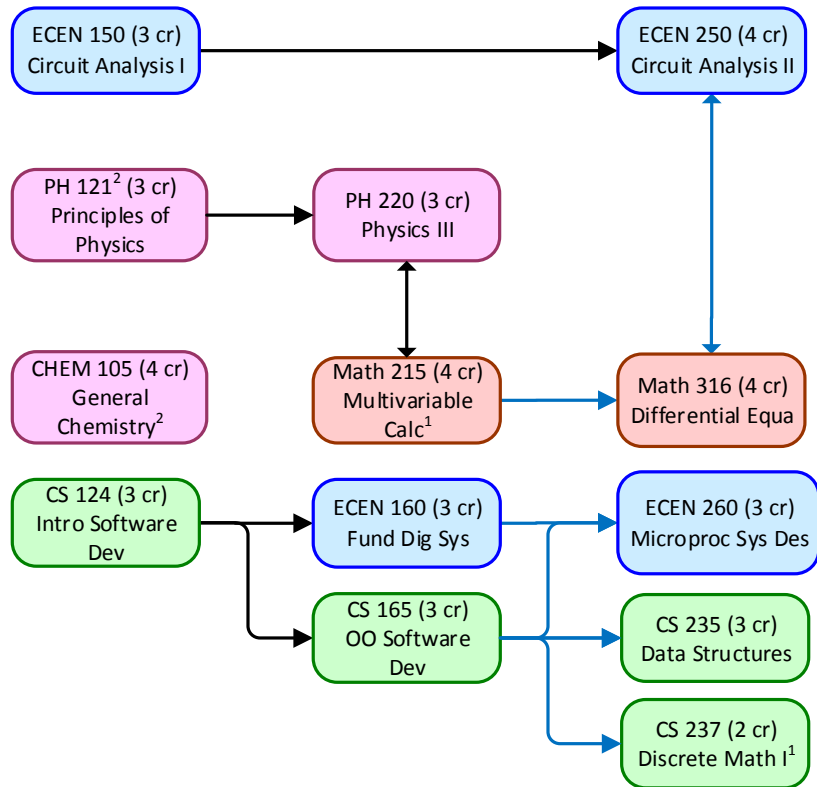 ECEN 150 (3 cr)
Circuit Analysis I
ECEN 250 (4 cr)
Circuit Analysis II
PH 121² (3 cr)
Principles of
Physics
PH 220 (3 cr)
Physics III
CHEM 105 (4 cr)
General
Chemistry²
Math 215 (4 cr)
Multivariable
Calc¹
Math 316 (4 cr)
Differential Equa
CS 124 (3 cr)
Intro Software
Dev
ECEN 160 (3 cr)
Fund Dig Sys
ECEN 260 (3 cr)
Microproc Sys Des
CS 165 (3 cr)
OO Software
Dev
CS 235 (3 cr)
Data Structures
CS 237 (2 cr)
Discrete Math I¹